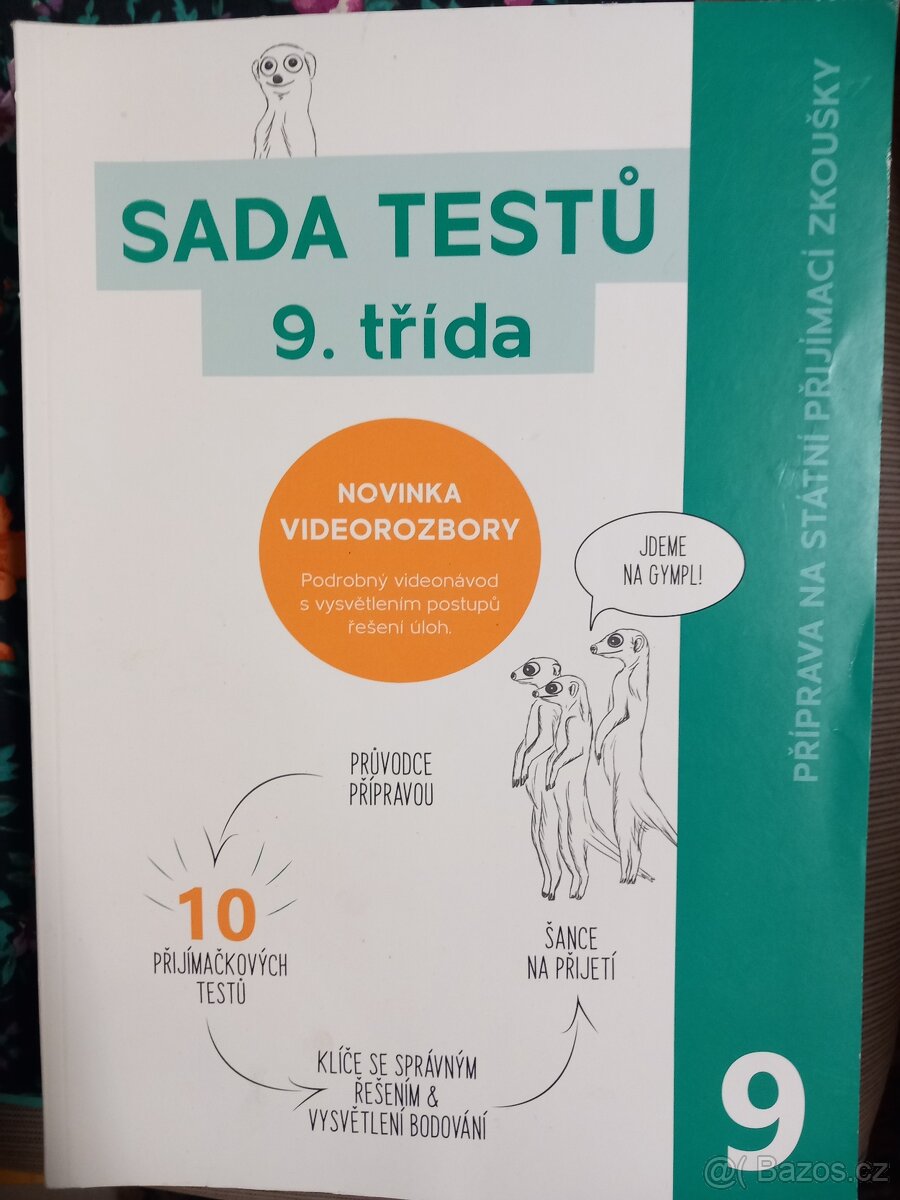 SADA TESTŮ
9. třída
NOVINKA
VIDEOROZBORY
Podrobný videonávod
s vysvětlením postupů
řešení úloh.
JDEME
NA GYMPL!
PRŮVODCE
PŘÍPRAVOU
10
PŘIJÍMAČKOVÝCH
TESTŮ
KLÍČE SE SPRÁVNÝM
ŘEŠENÍM &
VYSVĚTLENÍ BODOVÁNÍ
ŠANCE
NA PŘIJETÍ
PŘÍPRAVA NA STÁTNÍ PŘIJÍMACÍ ZKOUŠKY
9
@( Bazos.cz